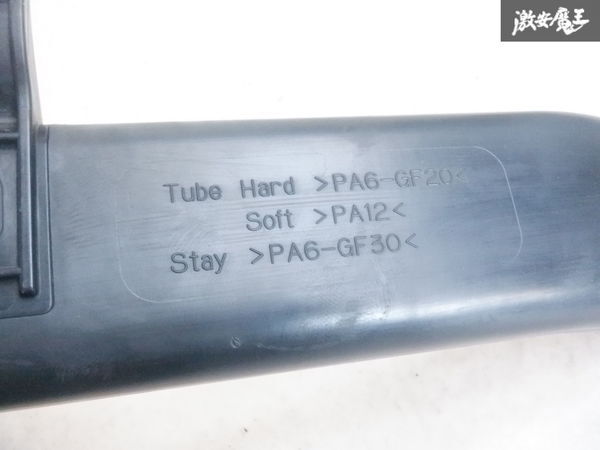 激安魔王
Tube Hard >PA6-GF20<
Soft >PA12<
Stay >PA6-GF30<